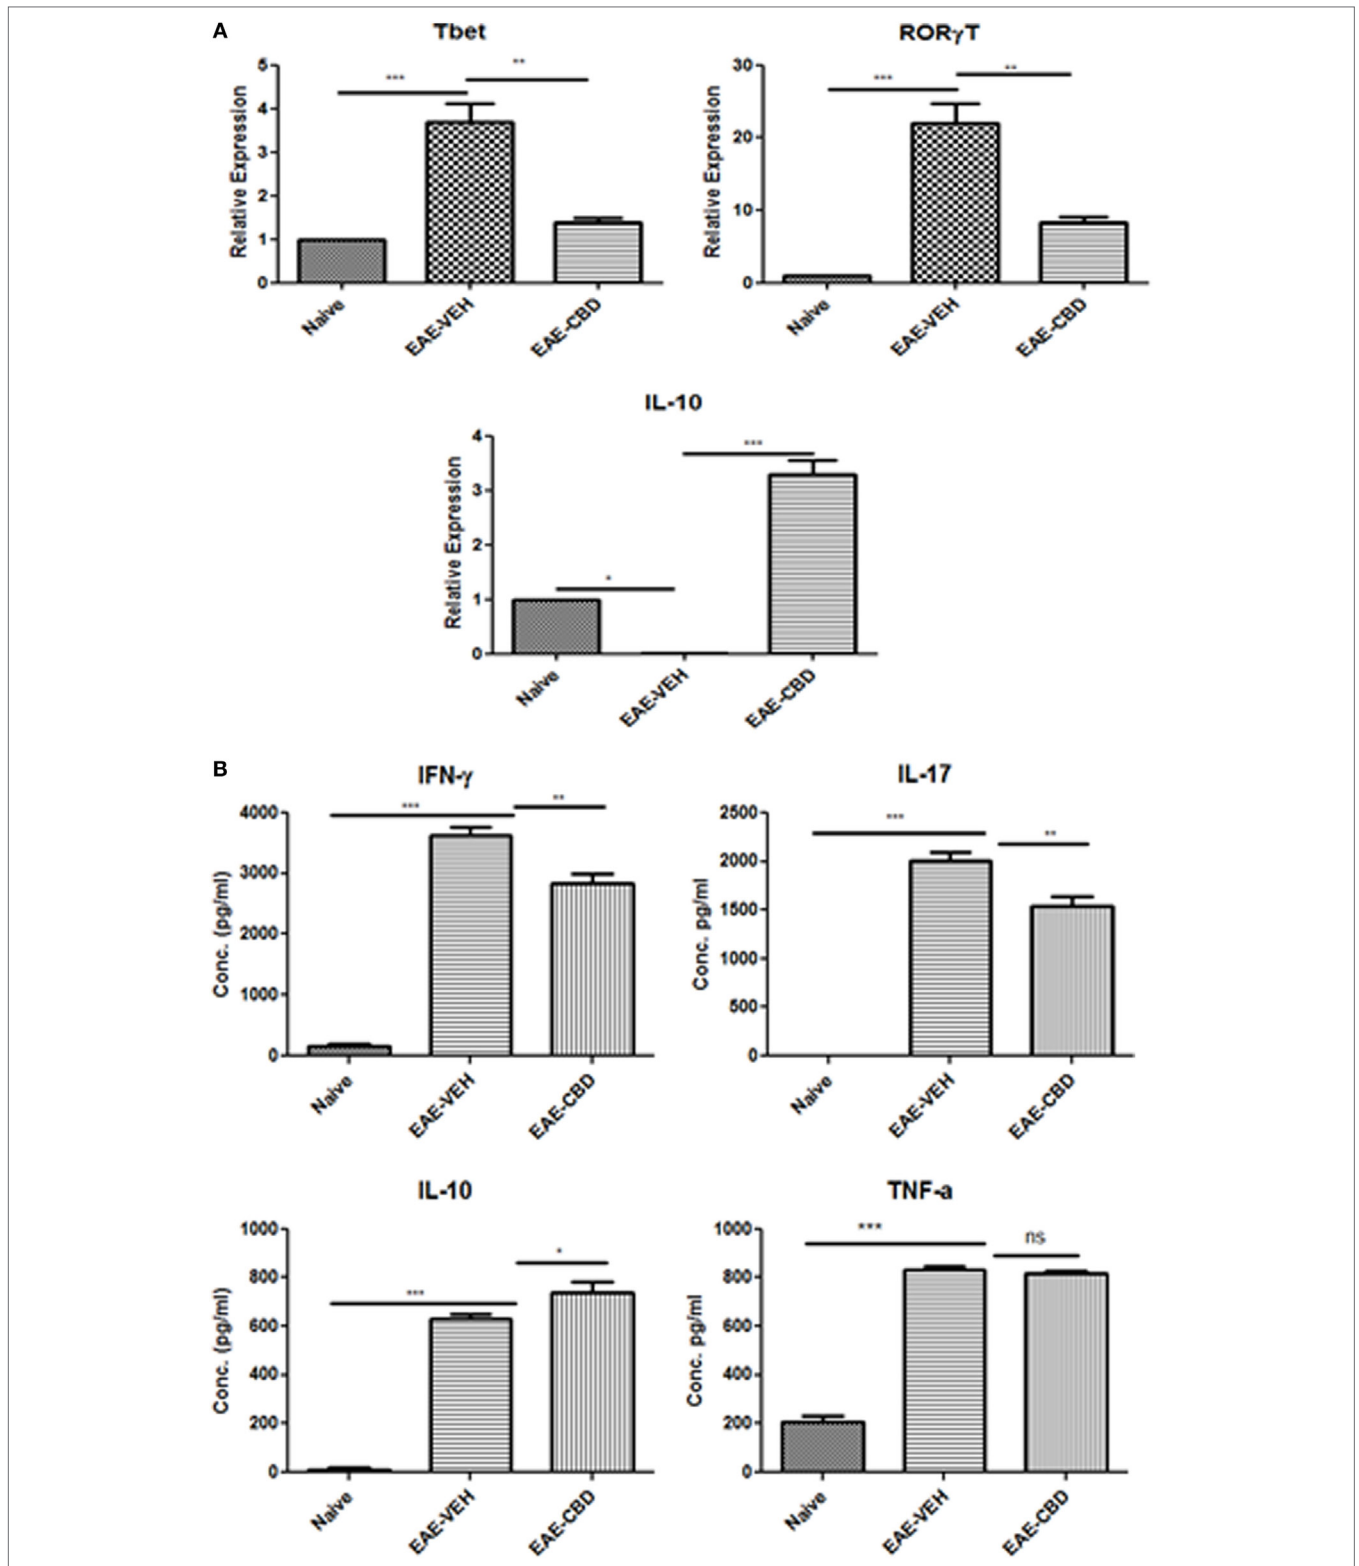 A
Tbet
Relative Expression
5
4
3
2
1
0
***
**
Naive
EAE-VEH
EAE-CBD
RORγT
Relative Expression
30
20
10
0
***
**
Naive
EAE-VEH
EAE-CBD
IL-10
Relative Expression
4
3
2
1
0
*
***
Naive
EAE-VEH
EAE-CBD
B
IFN-γ
Conc. (pg/ml)
4000
3000
2000
1000
0
***
**
Naive
EAE-VEH
EAE-CBD
IL-17
Conc. pg/ml
2500
2000
1500
1000
500
0
***
**
Naive
EAE-VEH
EAE-CBD
IL-10
Conc. (pg/ml)
1000
800
600
400
200
0
***
*
Naive
EAE-VEH
EAE-CBD
TNF-a
Conc. pg/ml
1000
800
600
400
200
0
***
ns
Naive
EAE-VEH
EAE-CBD